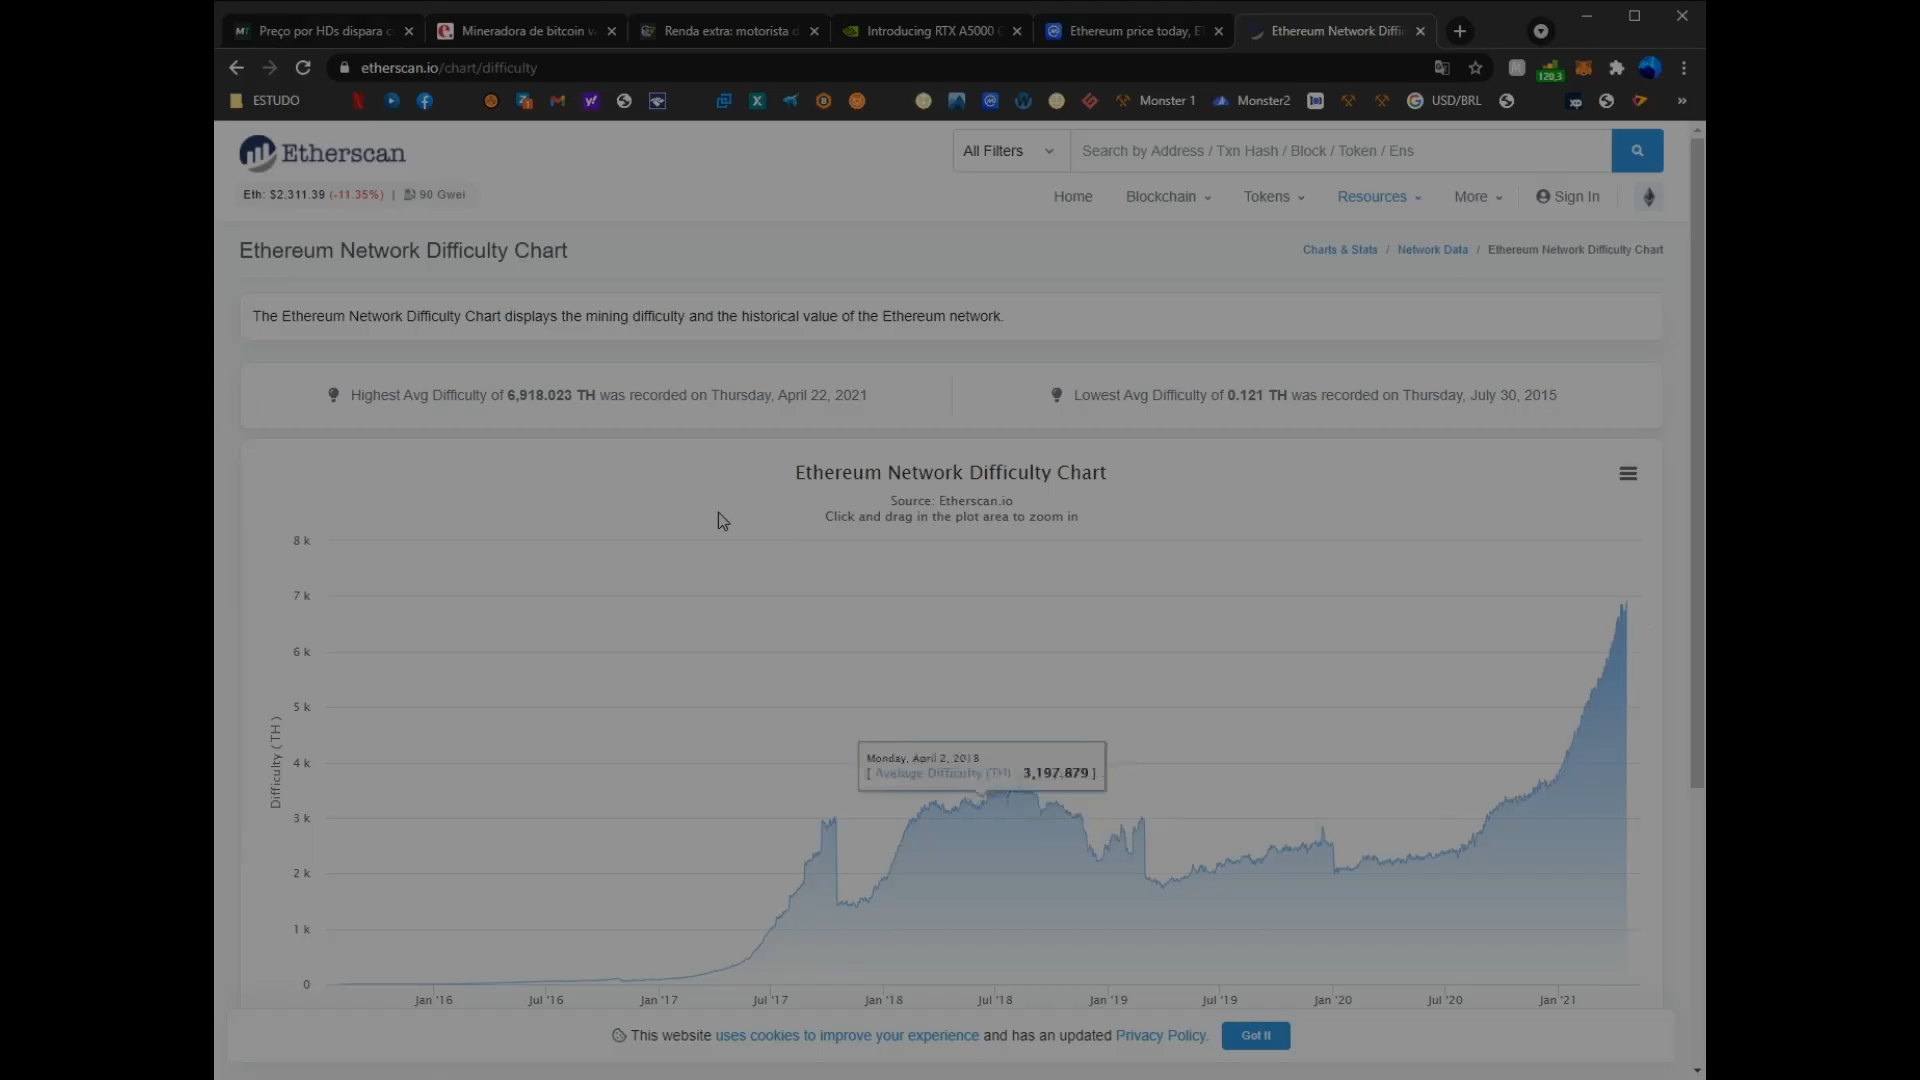 Preço por HDs dispara c
Mineradora de bitcoin v
Renda extra: motorista d
Introducing RTX A5000
Ethereum price today, E
Ethereum Network Diffic
etherscan.io/chart/difficulty
120,3
ESTUDO
Monster 1
Monster2
USD/BRL
xp
Etherscan
All Filters
Search by Address / Txn Hash / Block / Token / Ens
Eth: $2,311.39 (-11.35%) | 90 Gwei
Home
Blockchain
Tokens
Resources
More
Sign In
Ethereum Network Difficulty Chart
Charts & Stats / Network Data / Ethereum Network Difficulty Chart
The Ethereum Network Difficulty Chart displays the mining difficulty and the historical value of the Ethereum network.
Highest Avg Difficulty of 6,918.023 TH was recorded on Thursday, April 22, 2021
Lowest Avg Difficulty of 0.121 TH was recorded on Thursday, July 30, 2015
Ethereum Network Difficulty Chart
Source: Etherscan.io
Click and drag in the plot area to zoom in
8 k
7 k
6 k
5 k
4 k
3 k
2 k
1 k
0
Difficulty (TH)
Monday, April 2, 2018
[ Average Difficulty (TH) 3,197.879 ]
Jan '16
Jul '16
Jan '17
Jul '17
Jan '18
Jul '18
Jan '19
Jul '19
Jan '20
Jul '20
Jan '21
This website uses cookies to improve your experience and has an updated Privacy Policy.
Got It